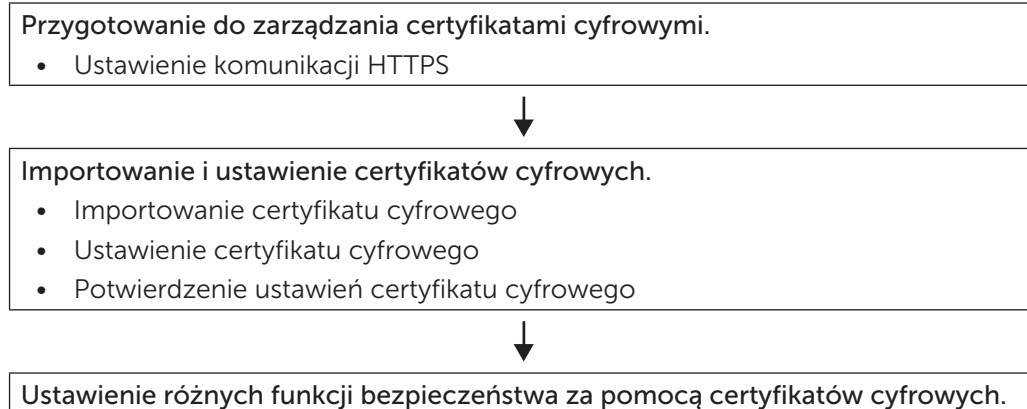 Przygotowanie do zarządzania certyfikatami cyfrowymi.
• Ustawienie komunikacji HTTPS
Importowanie i ustawienie certyfikatów cyfrowych.
• Importowanie certyfikatu cyfrowego
• Ustawienie certyfikatu cyfrowego
• Potwierdzenie ustawień certyfikatu cyfrowego
Ustawienie różnych funkcji bezpieczeństwa za pomocą certyfikatów cyfrowych.